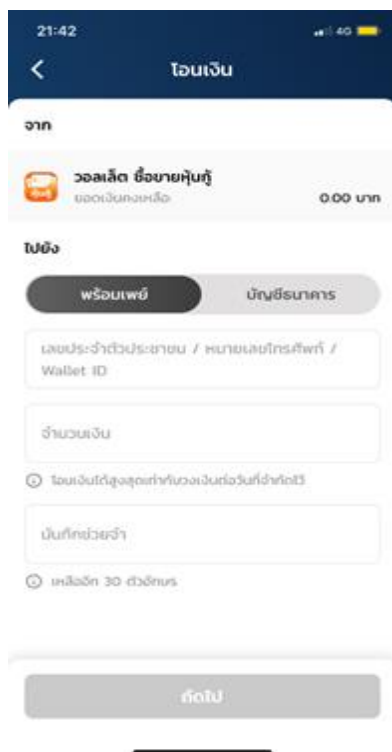 21:42
4G
โอนเงิน
จาก
วอลเล็ต ซื้อขายหุ้นกู้
ยอดเงินคงเหลือ
0.00 บาท
ไปยัง
พร้อมเพย์
บัญชีธนาคาร
เลขประจำตัวประชาชน / หมายเลขโทรศัพท์ /
Wallet ID
จำนวนเงิน
โอนเงินได้สูงสุดเท่ากับวงเงินต่อวันที่จำกัดไว้
บันทึกช่วยจำ
เหลืออีก 30 ตัวอักษร
ถัดไป